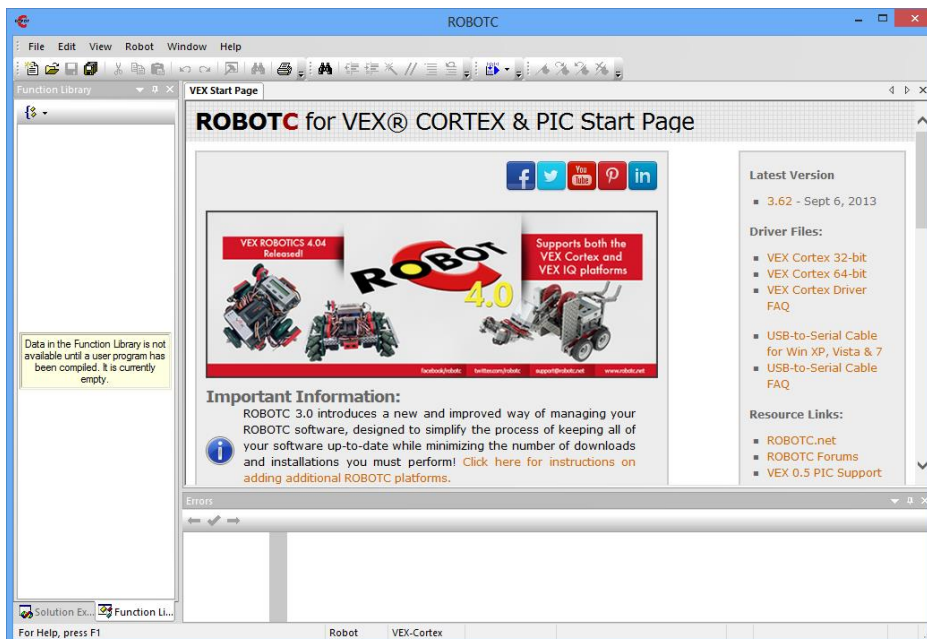 ROBOTC
File Edit View Robot Window Help
Function Library
VEX Start Page
ROBOTC for VEX® CORTEX & PIC Start Page
You
Tube
in
VEX ROBOTICS 4.04
Released!
ROBOT
4.0
Supports both the
VEX Cortex and
VEX IQ platforms
facebook/robotc twitter.com/robotc support@robotc.net www.robotc.net
Important Information:
ROBOTC 3.0 introduces a new and improved way of managing your
ROBOTC software, designed to simplify the process of keeping all of
your software up-to-date while minimizing the number of downloads
and installations you must perform! Click here for instructions on
adding additional ROBOTC platforms.
Latest Version
3.62 - Sept 6, 2013
Driver Files:
VEX Cortex 32-bit
VEX Cortex 64-bit
VEX Cortex Driver
FAQ
USB-to-Serial Cable
for Win XP, Vista & 7
USB-to-Serial Cable
FAQ
Resource Links:
ROBOTC.net
ROBOTC Forums
VEX 0.5 PIC Support
Data in the Function Library is not
available until a user program has
been compiled. It is currently
empty.
Errors
Solution Ex... Function Li...
For Help, press F1 Robot VEX-Cortex